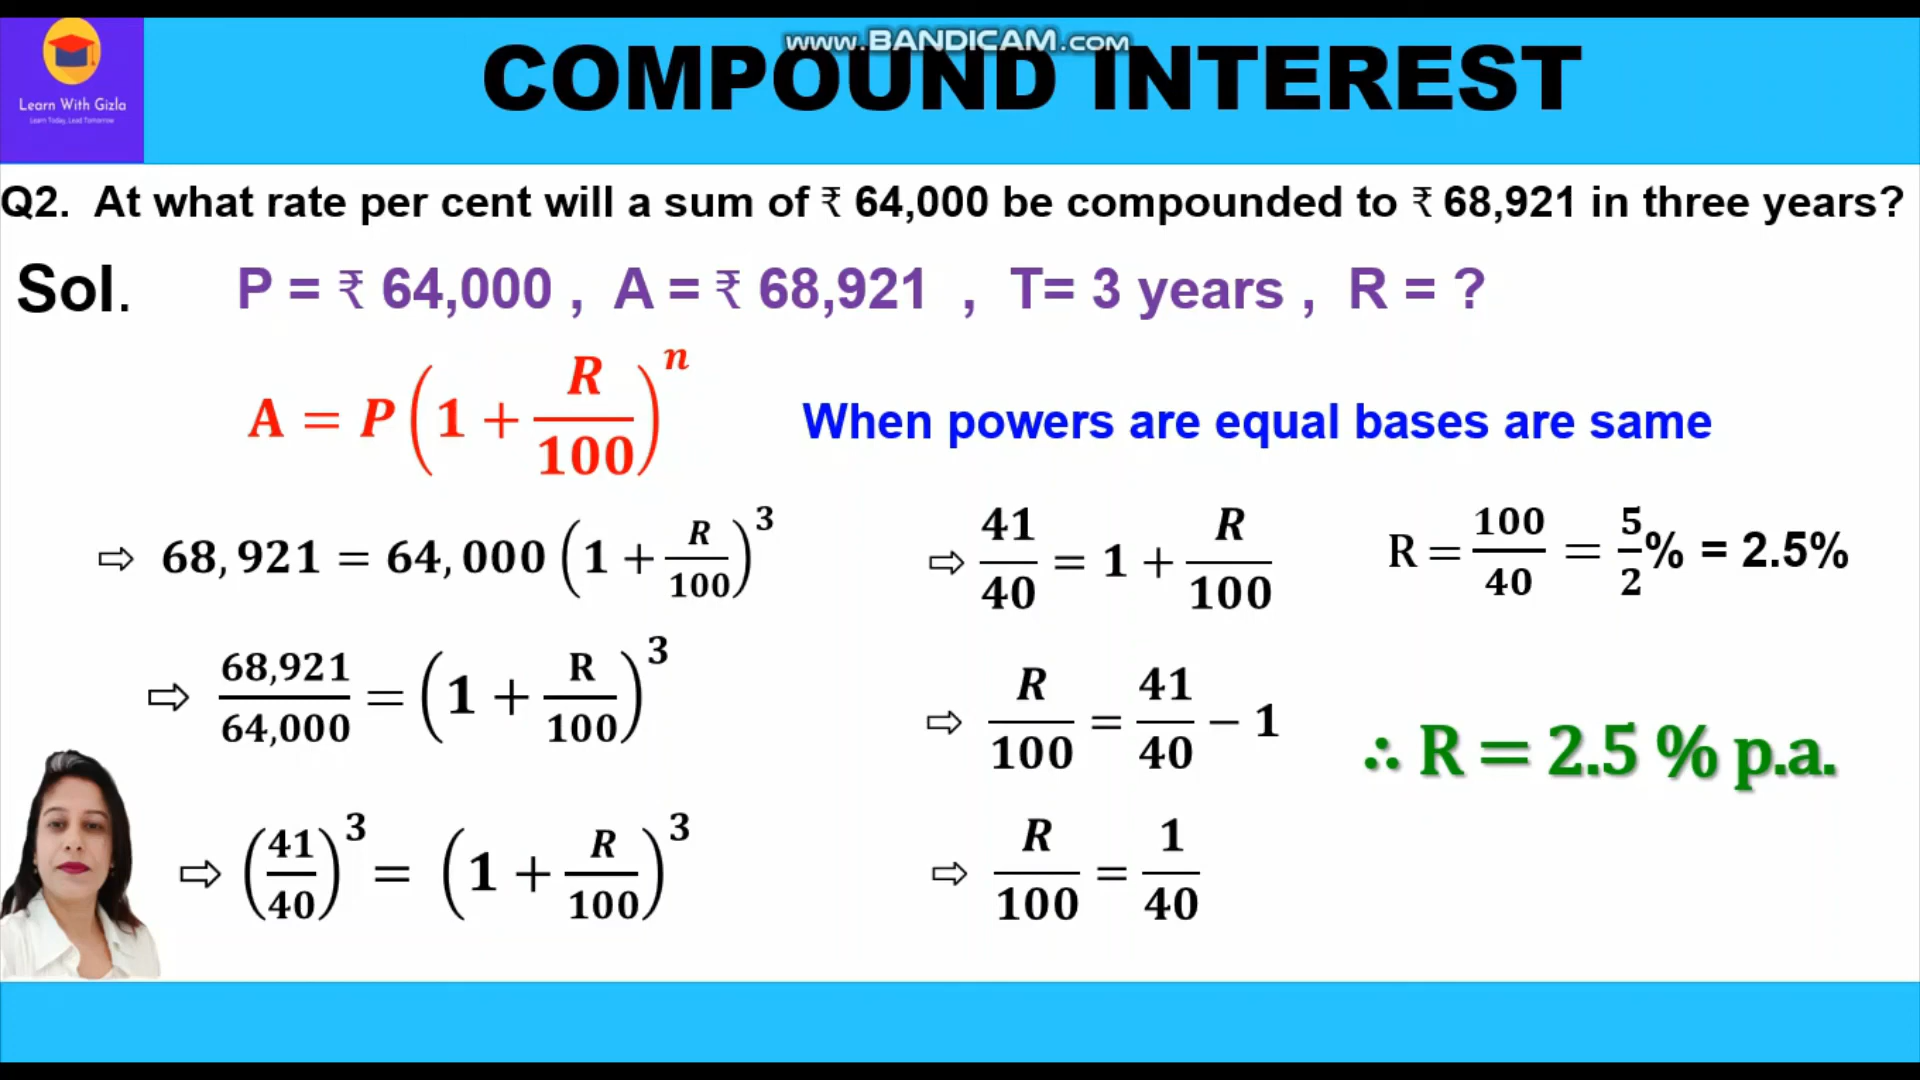 www.BANDICAM.com
COMPOUND INTEREST
Learn With Gizla
Learn Today, Lead Tomorrow
Q2. At what rate per cent will a sum of ₹ 64,000 be compounded to ₹ 68,921 in three years?
Sol. P = ₹ 64,000 , A = ₹ 68,921 , T= 3 years , R = ?
A = P(1 + R/100)^n
⇨ 68,921 = 64,000 (1 + R/100)^3
⇨ 68,921/64,000 = (1 + R/100)^3
⇨ (41/40)^3 = (1 + R/100)^3
When powers are equal bases are same
⇨ 41/40 = 1 + R/100
⇨ R/100 = 41/40 − 1
⇨ R/100 = 1/40
R = 100/40 = 5/2% = 2.5%
∴ R = 2.5 % p.a.